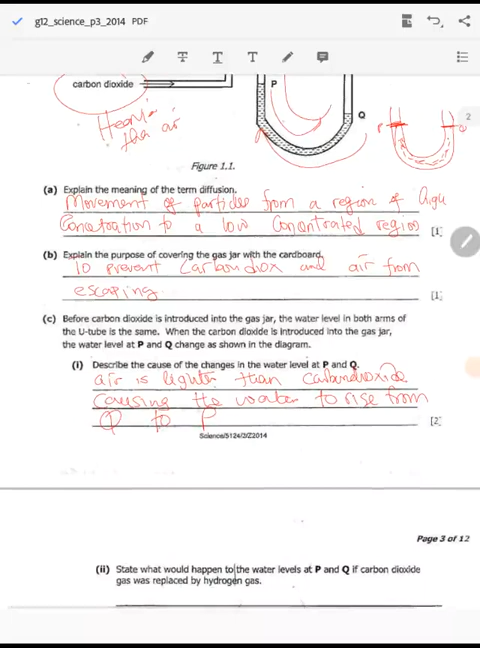 g12_science_p3_2014 PDF
carbon dioxide
P
Q
Heavier
than air
P
Q
2
Figure 1.1.
(a) Explain the meaning of the term diffusion.
Movement of particles from a region of high
Concetration to a low Concentrated region [1]
(b) Explain the purpose of covering the gas jar with the cardboard.
To prevent Carbondiox and air from
escaping [1]
(c) Before carbon dioxide is introduced into the gas jar, the water level in both arms of
the U-tube is the same. When the carbon dioxide is introduced into the gas jar,
the water level at P and Q change as shown in the diagram.
(i) Describe the cause of the changes in the water level at P and Q.
air is lighter than carbondioxide
causing the water to rise from
Q to P [2]
Science/5124/3/Z2014
Page 3 of 12
(ii) State what would happen to the water levels at P and Q if carbon dioxide
gas was replaced by hydrogen gas.